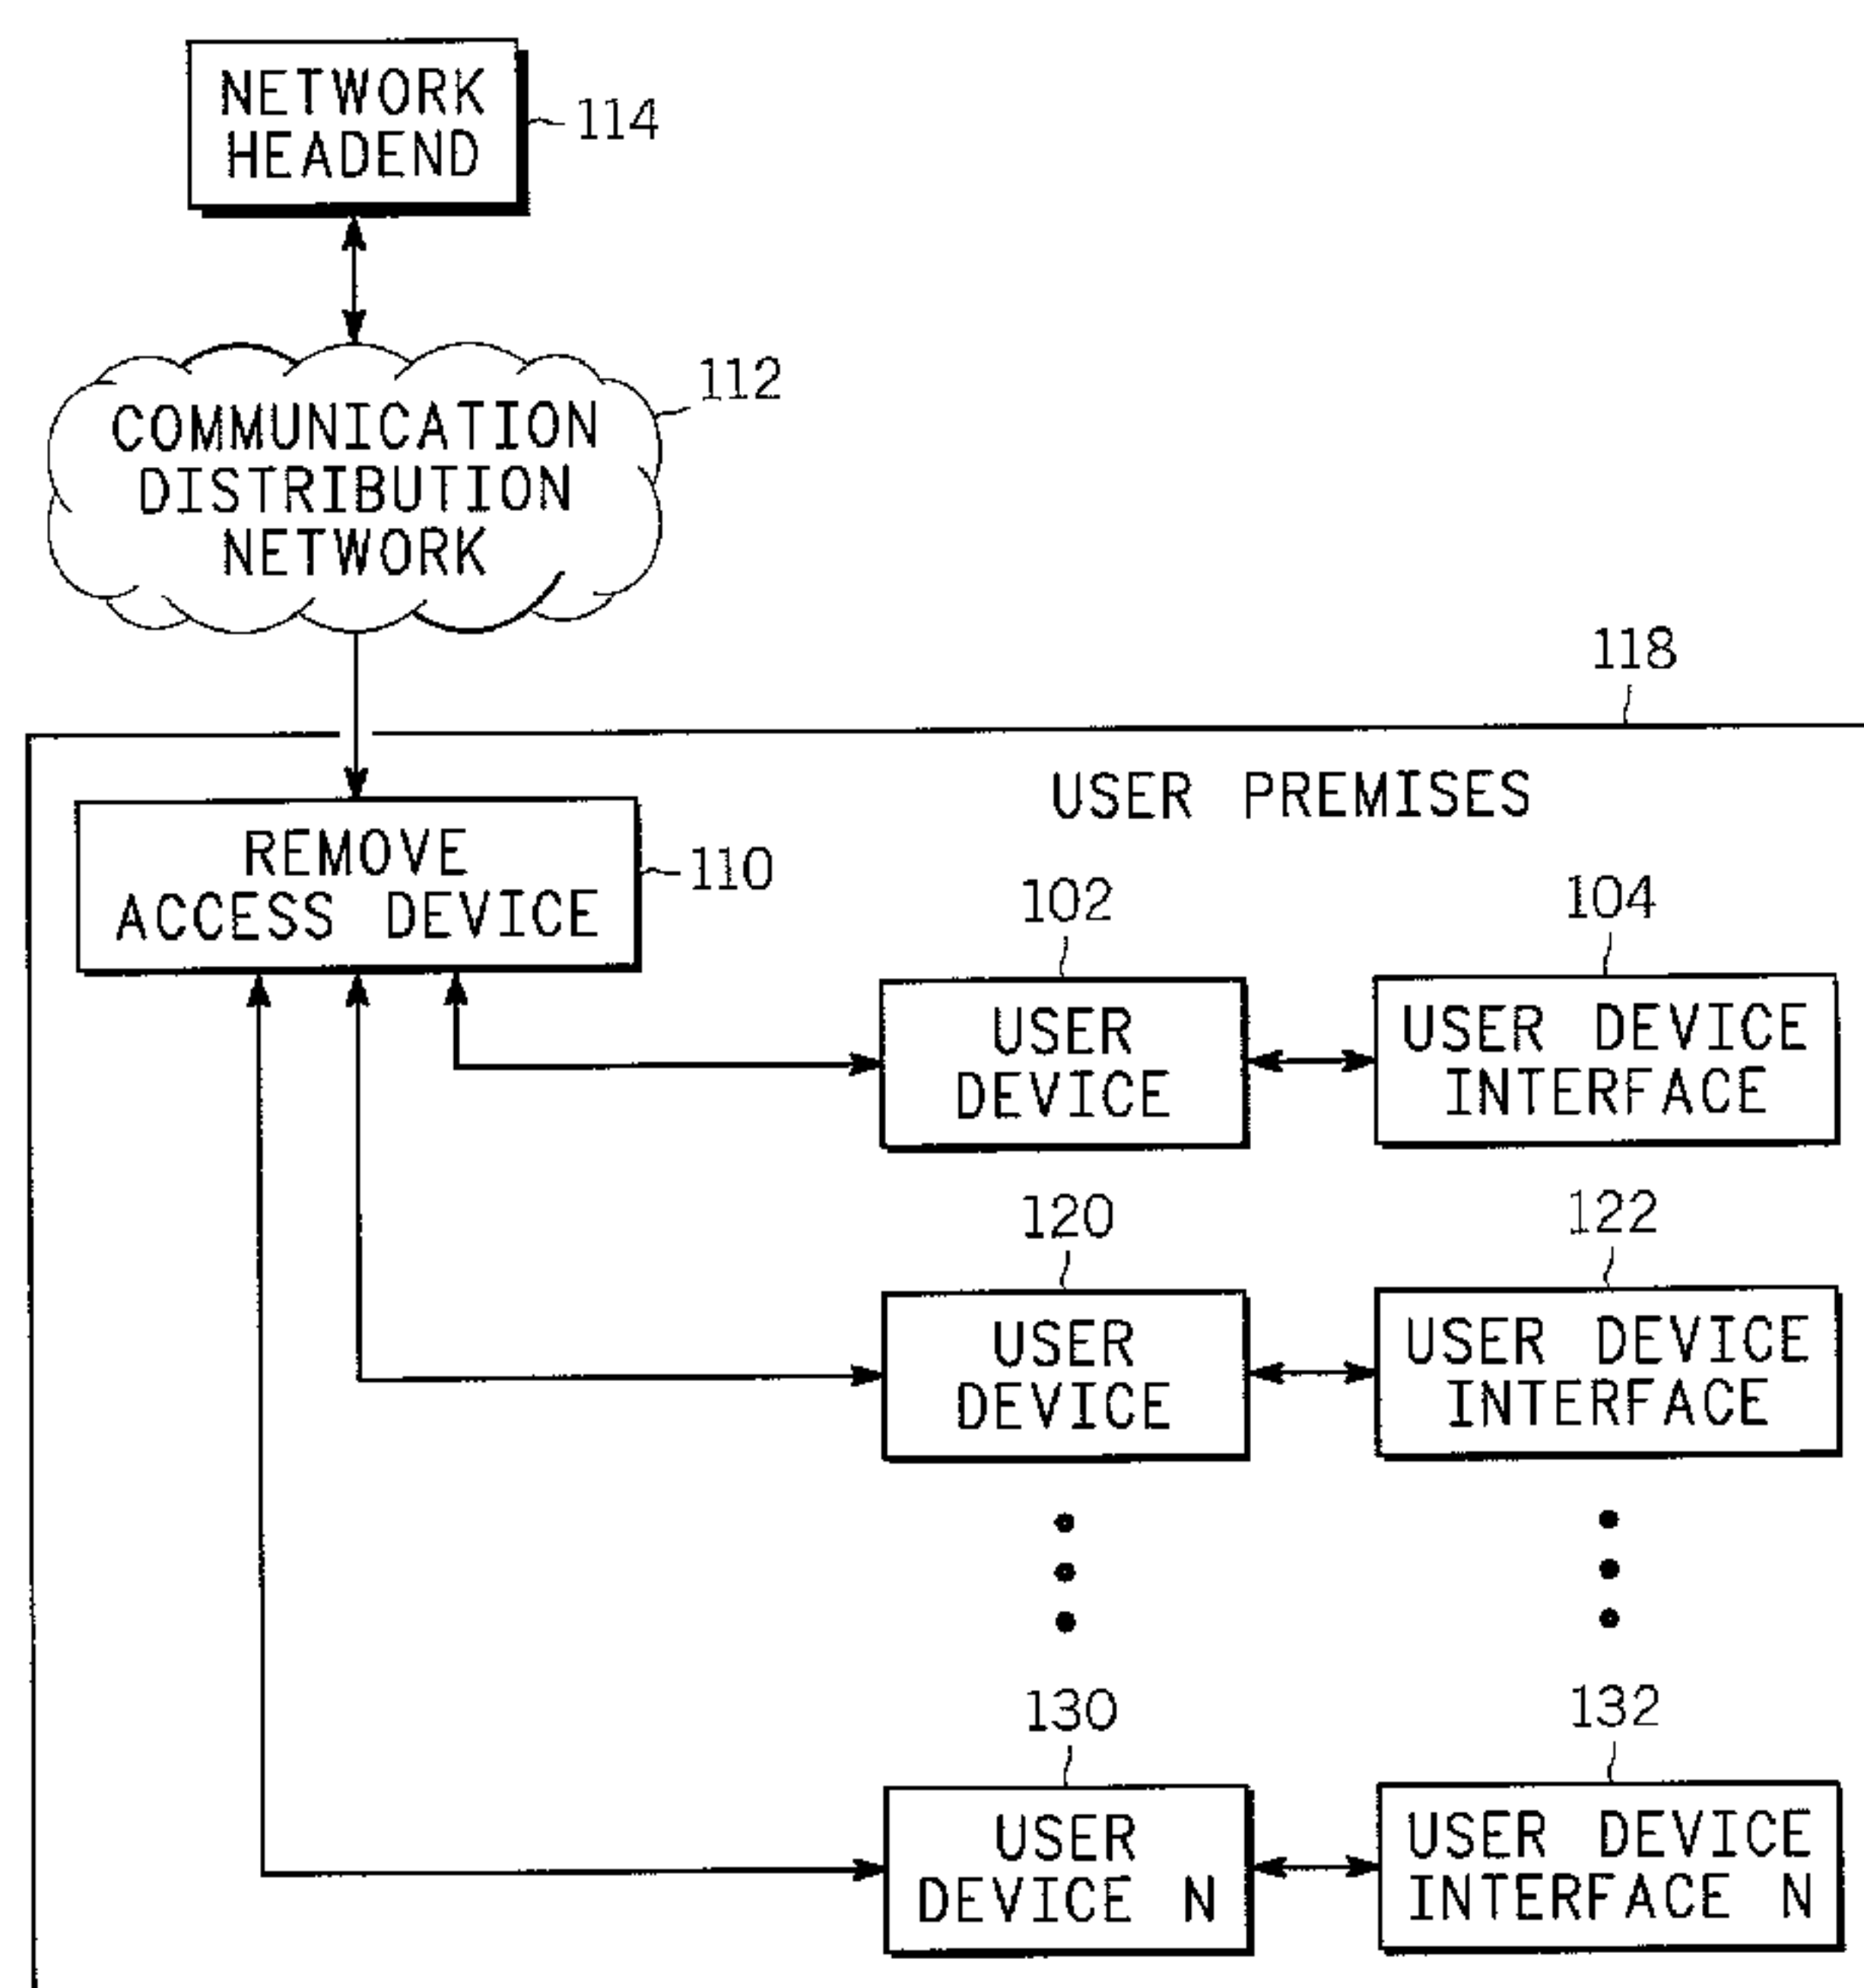 NETWORK
HEADEND
114
COMMUNICATION
DISTRIBUTION
NETWORK
112
118
USER PREMISES
REMOVE
ACCESS DEVICE
110
102
104
USER
DEVICE
USER DEVICE
INTERFACE
120
122
USER
DEVICE
USER DEVICE
INTERFACE
130
132
USER
DEVICE N
USER DEVICE
INTERFACE N